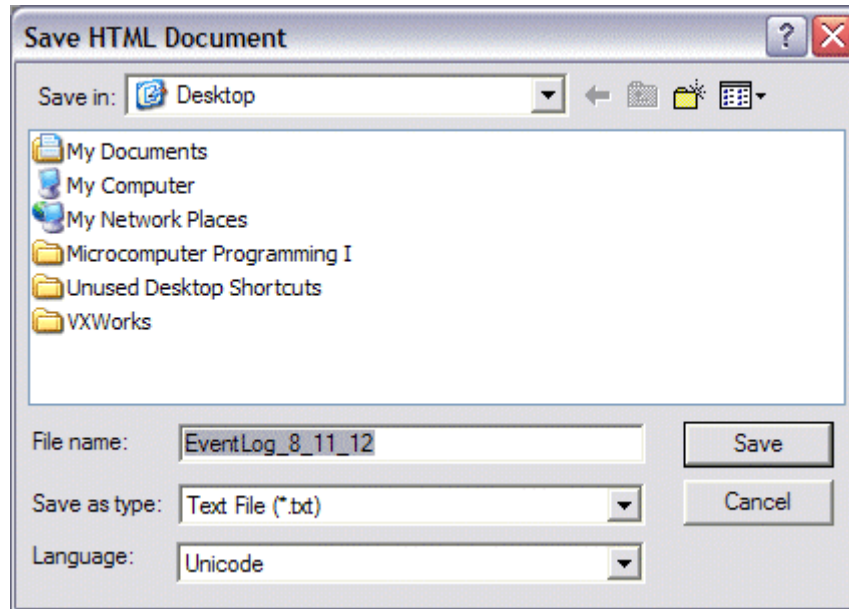 Save HTML Document
Save in: Desktop
My Documents
My Computer
My Network Places
Microcomputer Programming I
Unused Desktop Shortcuts
VXWorks
File name: EventLog_8_11_12 Save
Save as type: Text File (*.txt) Cancel
Language: Unicode